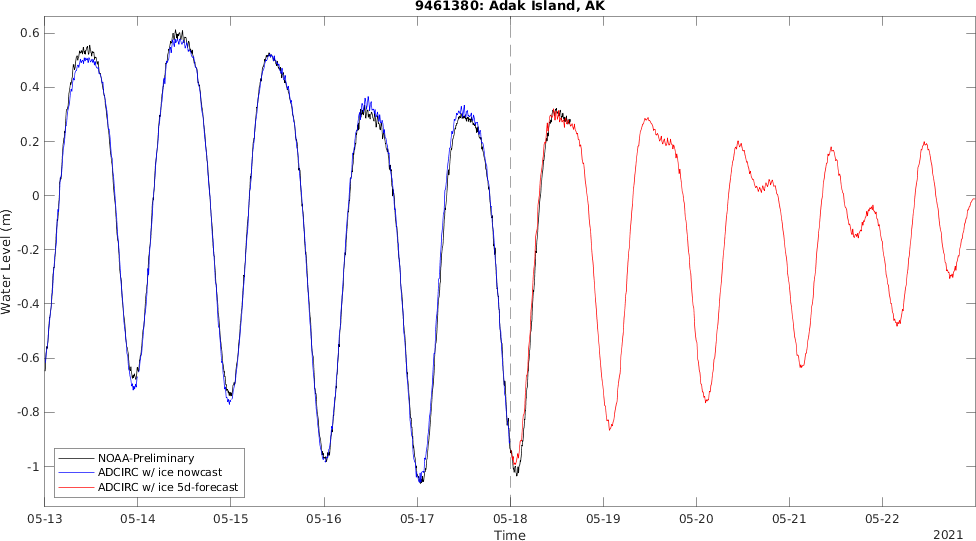 9461380: Adak Island, AK
0.6
0.4
0.2
0
-0.2
-0.4
-0.6
-0.8
-1
Water Level (m)
NOAA-Preliminary
ADCIRC w/ ice nowcast
ADCIRC w/ ice 5d-forecast
05-13 05-14 05-15 05-16 05-17 05-18 05-19 05-20 05-21 05-22
Time
2021